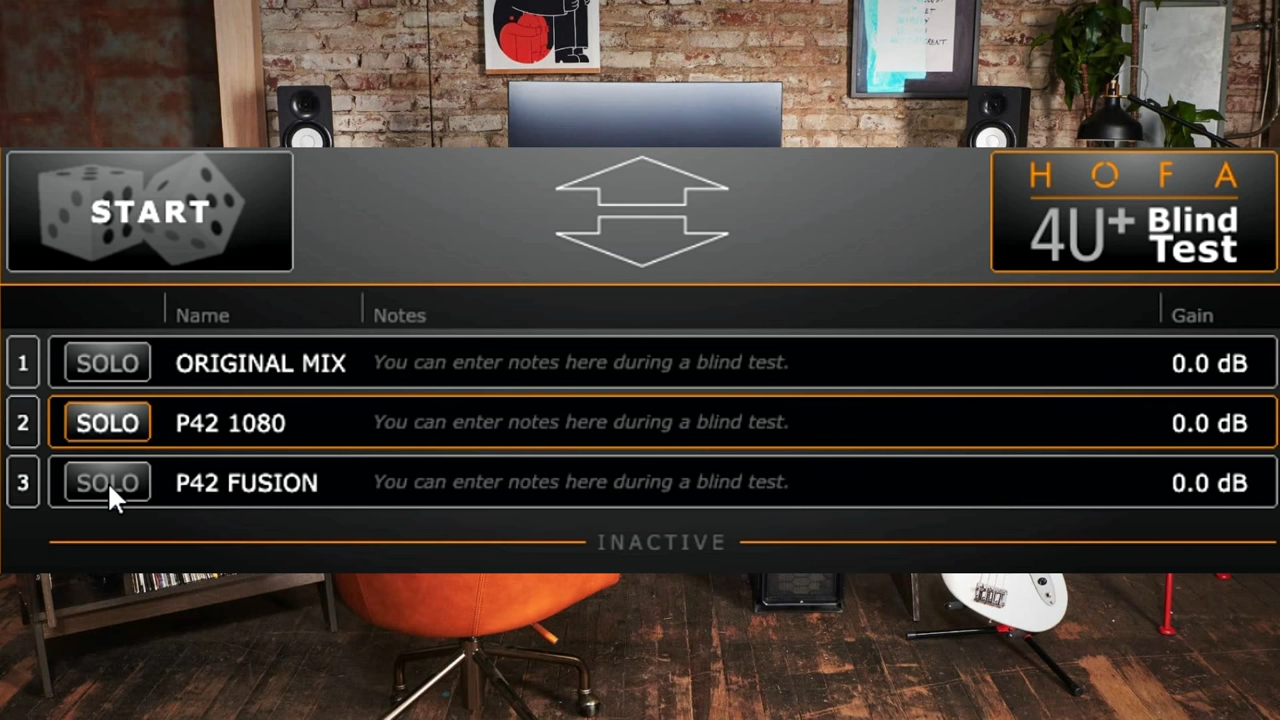 LET
Y
ERENT
START
H O F A
4U+ Blind Test
Name Notes Gain
1 SOLO ORIGINAL MIX You can enter notes here during a blind test. 0.0 dB
2 SOLO P42 1080 You can enter notes here during a blind test. 0.0 dB
3 SOLO P42 FUSION You can enter notes here during a blind test. 0.0 dB
INACTIVE